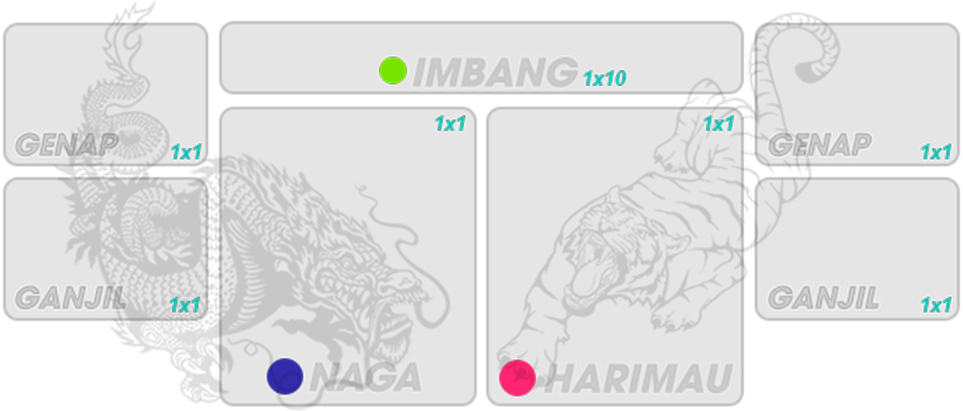 IMBANG 1x10
GENAP 1x1
GANJIL 1x1
1x1
NAGA
1x1
HARIMAU
GENAP 1x1
GANJIL 1x1